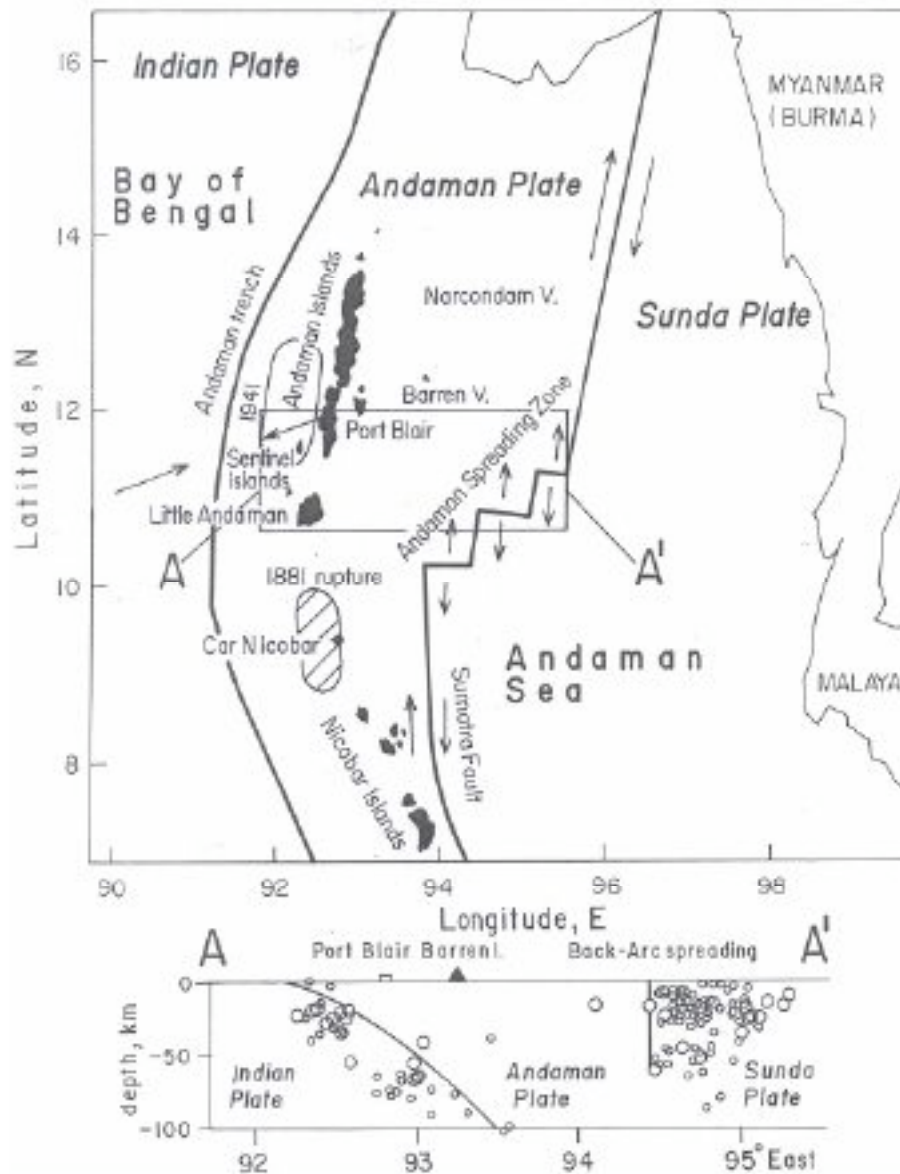 16
14
12
10
8
Latitude, N
Indian Plate
Bay of
Bengal
Andaman Plate
MYANMAR
(BURMA)
Andaman trench
Andaman Islands
Narcondam V.
Sunda Plate
1941
Barren V.
Port Blair
Sentinel
islands
Little Andaman
Andaman Spreading Zone
A
A'
1881 rupture
Car Nicobar
Andaman
Sea
MALAYA
Sumatra Fault
Nicobar Islands
90
92
94
96
98
Longitude, E
A
Port Blair Barren I.
Back-Arc spreading
A'
0
-50
-100
depth, km
Indian
Plate
Andaman
Plate
Sunda
Plate
92
93
94
95° East